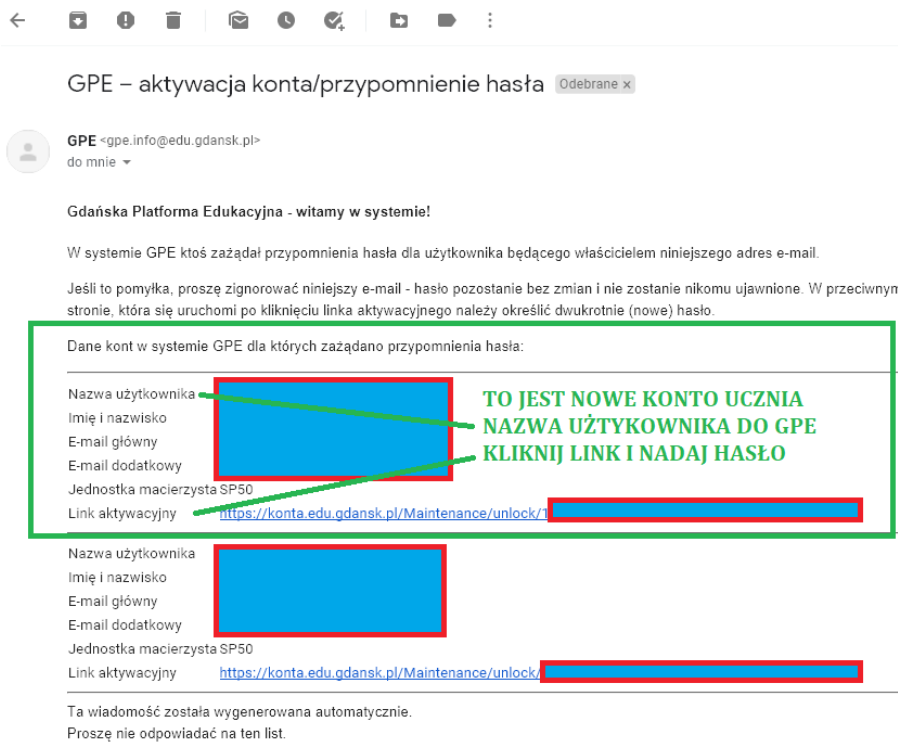 GPE – aktywacja konta/przypomnienie hasła Odebrane x
GPE <gpe.info@edu.gdansk.pl>
do mnie
Gdańska Platforma Edukacyjna - witamy w systemie!
W systemie GPE ktoś zażądał przypomnienia hasła dla użytkownika będącego właścicielem niniejszego adres e-mail.
Jeśli to pomyłka, proszę zignorować niniejszy e-mail - hasło pozostanie bez zmian i nie zostanie nikomu ujawnione. W przeciwnym
stronie, która się uruchomi po kliknięciu linka aktywacyjnego należy określić dwukrotnie (nowe) hasło.
Dane kont w systemie GPE dla których zażądano przypomnienia hasła:
Nazwa użytkownika
Imię i nazwisko
E-mail główny
E-mail dodatkowy
TO JEST NOWE KONTO UCZNIA
NAZWA UŻTYKOWNIKA DO GPE
KLIKNIJ LINK I NADAJ HASŁO
Jednostka macierzysta SP50
Link aktywacyjny https://konta.edu.gdansk.pl/Maintenance/unlock/1
Nazwa użytkownika
Imię i nazwisko
E-mail główny
E-mail dodatkowy
Jednostka macierzysta SP50
Link aktywacyjny https://konta.edu.gdansk.pl/Maintenance/unlock/
Ta wiadomość została wygenerowana automatycznie.
Proszę nie odpowiadać na ten list.